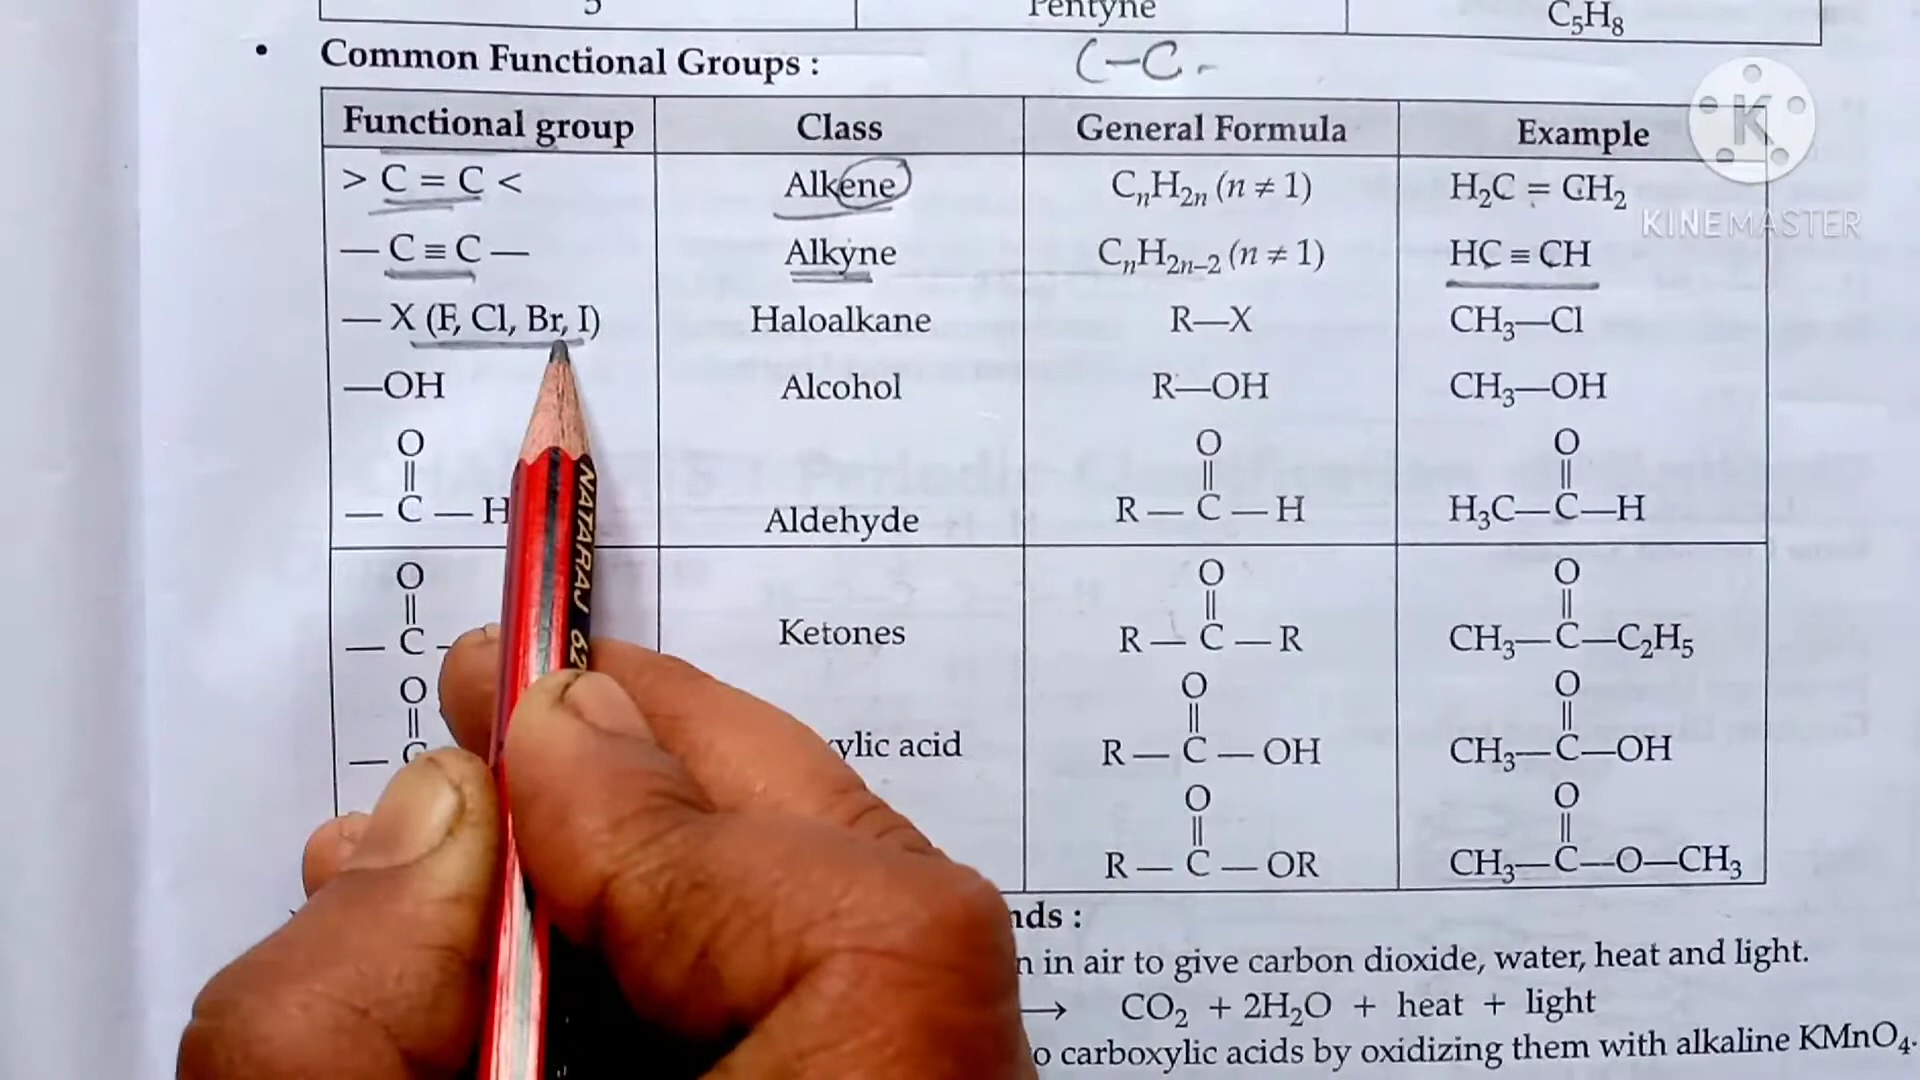 5 Pentyne C₅H₈
• Common Functional Groups : C–C -
Functional group Class General Formula Example
> C = C < Alkene CₙH₂ₙ (n ≠ 1) H₂C = CH₂
— C ≡ C — Alkyne CₙH₂ₙ₋₂ (n ≠ 1) HC ≡ CH
— X (F, Cl, Br, I) Haloalkane R—X CH₃—Cl
—OH Alcohol R—OH CH₃—OH
O O O
|| || ||
— C — H Aldehyde R — C — H H₃C—C—H
O O O
|| || ||
— C - Ketones R — C — R CH₃—C—C₂H₅
O O O
|| || ||
— C ylic acid R — C — OH CH₃—C—OH
O O
|| ||
R — C — OR CH₃—C—O—CH₃
nds :
n in air to give carbon dioxide, water, heat and light.
→ CO₂ + 2H₂O + heat + light
o carboxylic acids by oxidizing them with alkaline KMnO₄.
NATARAJ 62
K
KINEMASTER